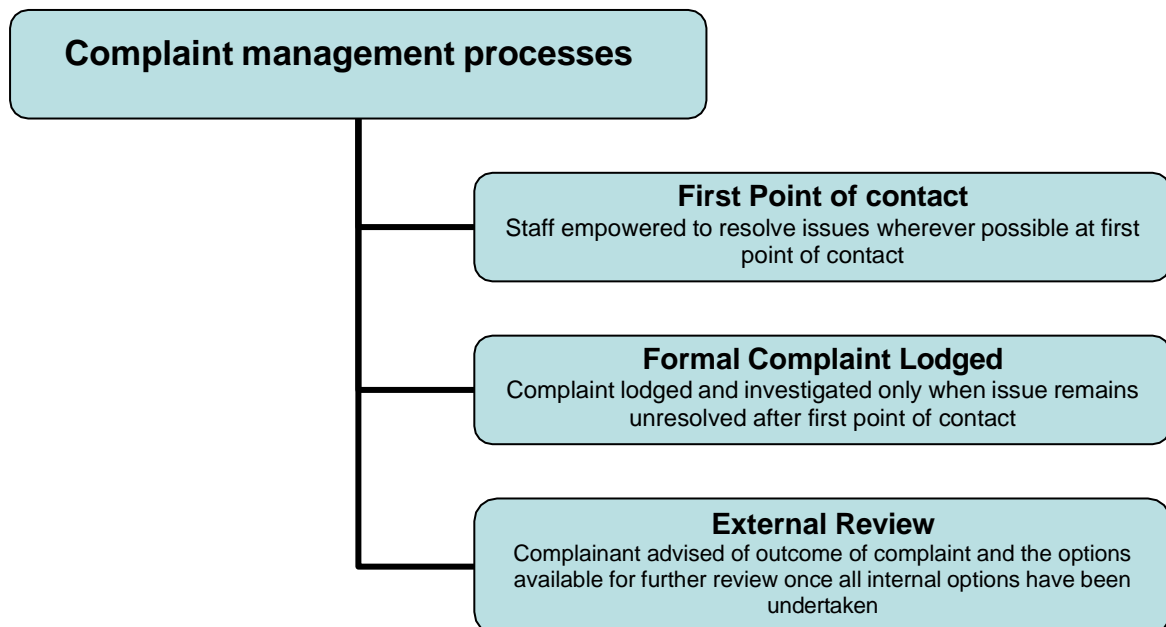 Complaint management processes
First Point of contact
Staff empowered to resolve issues wherever possible at first
point of contact
Formal Complaint Lodged
Complaint lodged and investigated only when issue remains
unresolved after first point of contact
External Review
Complainant advised of outcome of complaint and the options
available for further review once all internal options have been
undertaken